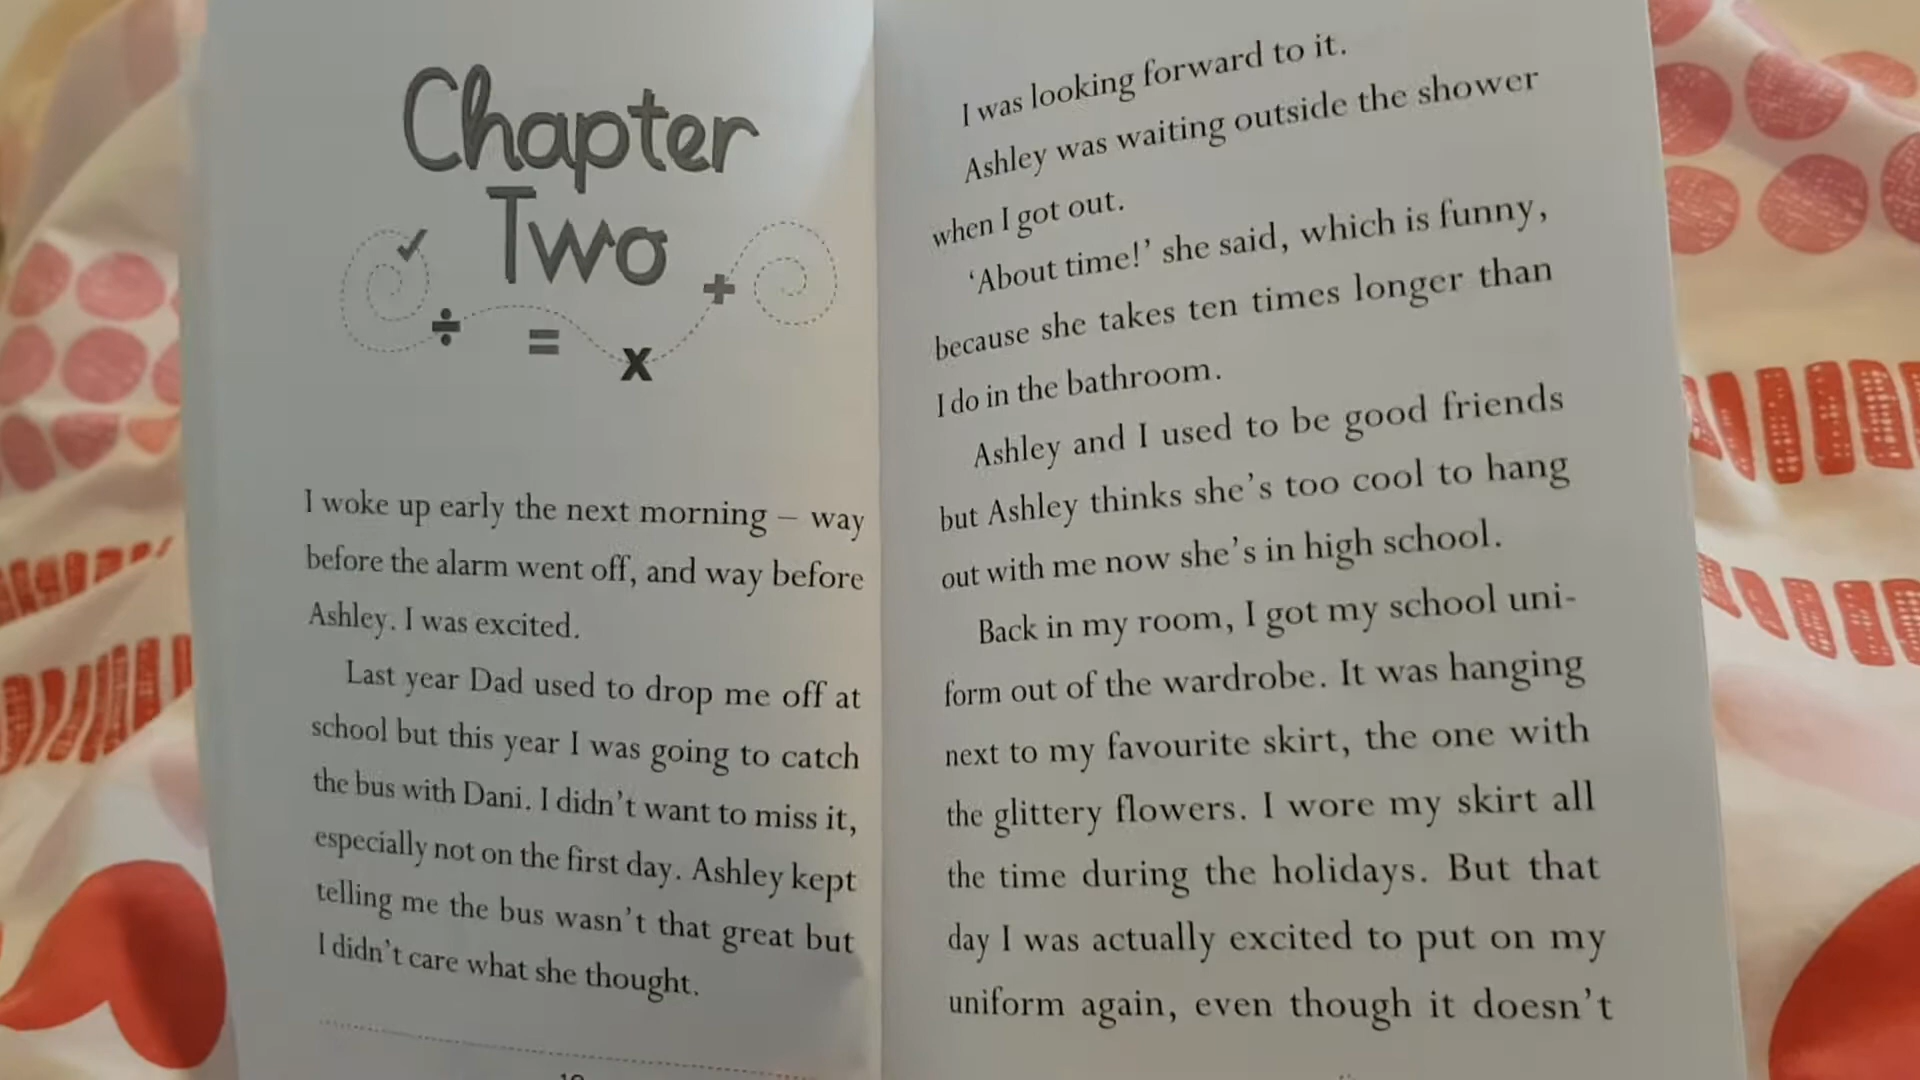 Chapter
Two
✓
÷ = x +
I woke up early the next morning – way
before the alarm went off, and way before
Ashley. I was excited.
Last year Dad used to drop me off at
school but this year I was going to catch
the bus with Dani. I didn’t want to miss it,
especially not on the first day. Ashley kept
telling me the bus wasn’t that great but
I didn’t care what she thought.
I was looking forward to it.
Ashley was waiting outside the shower
when I got out.
‘About time!’ she said, which is funny,
because she takes ten times longer than
I do in the bathroom.
Ashley and I used to be good friends
but Ashley thinks she’s too cool to hang
out with me now she’s in high school.
Back in my room, I got my school uni-
form out of the wardrobe. It was hanging
next to my favourite skirt, the one with
the glittery flowers. I wore my skirt all
the time during the holidays. But that
day I was actually excited to put on my
uniform again, even though it doesn’t